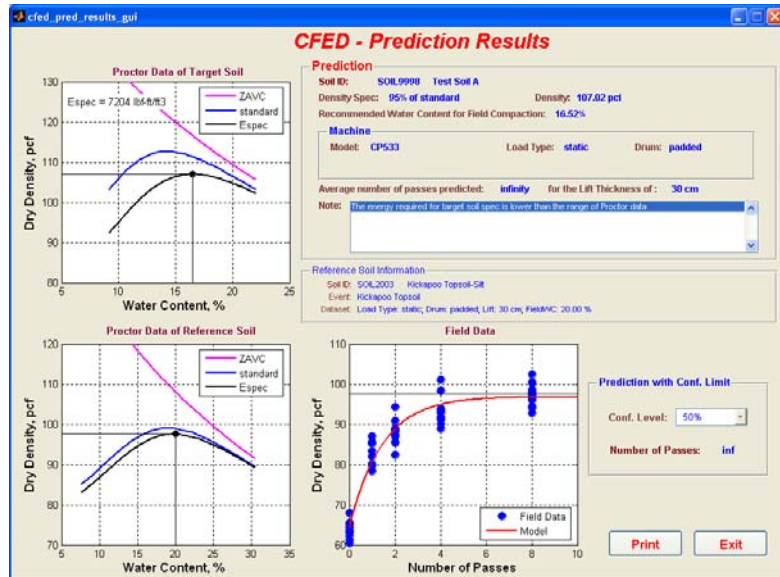 cfed_pred_results_gui
CFED - Prediction Results
Proctor Data of Target Soil
Espec = 7204 lbf-ft/ft3
ZAVC
standard
Espec
Dry Density, pcf
130
120
110
100
90
80
5 10 15 20 25
Water Content, %
Prediction
Soil ID: SOIL9998 Test Soil A
Density Spec: 95% of standard Density: 107.02 pcf
Recommended Water Content for Field Compaction: 16.52%
Machine
Model: CP533 Load Type: static Drum: padded
Average number of passes predicted: infinity for the Lift Thickness of : 30 cm
Note: The energy required for target soil spec is lower than the range of Proctor data
Reference Soil Information
Soil ID: SOIL2003 Kickapoo Topsoil-Silt
Event: Kickapoo Topsoil
Dataset: Load Type: static; Drum: padded; Lift: 30 cm; FieldWC: 20.00 %
Proctor Data of Reference Soil
ZAVC
standard
Espec
Dry Density, pcf
120
110
100
90
80
70
5 10 15 20 25 30 35
Water Content, %
Field Data
Dry Density, pcf
110
100
90
80
70
60
Field Data
Model
0 2 4 6 8 10
Number of Passes
Prediction with Conf. Limit
Conf. Level: 50%
Number of Passes: inf
Print Exit